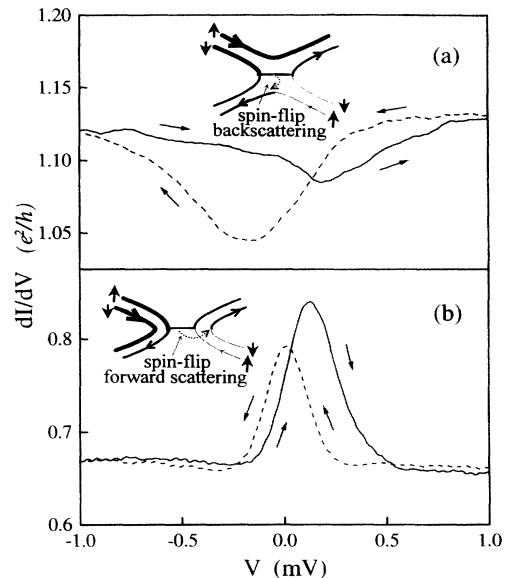 1.20
(a)
1.15
spin-flip
backscattering
1.10
1.05
dI/dV (e²/h)
(b)
0.8
spin-flip
forward scattering
0.7
0.6
-1.0 -0.5 0.0 0.5 1.0
V (mV)